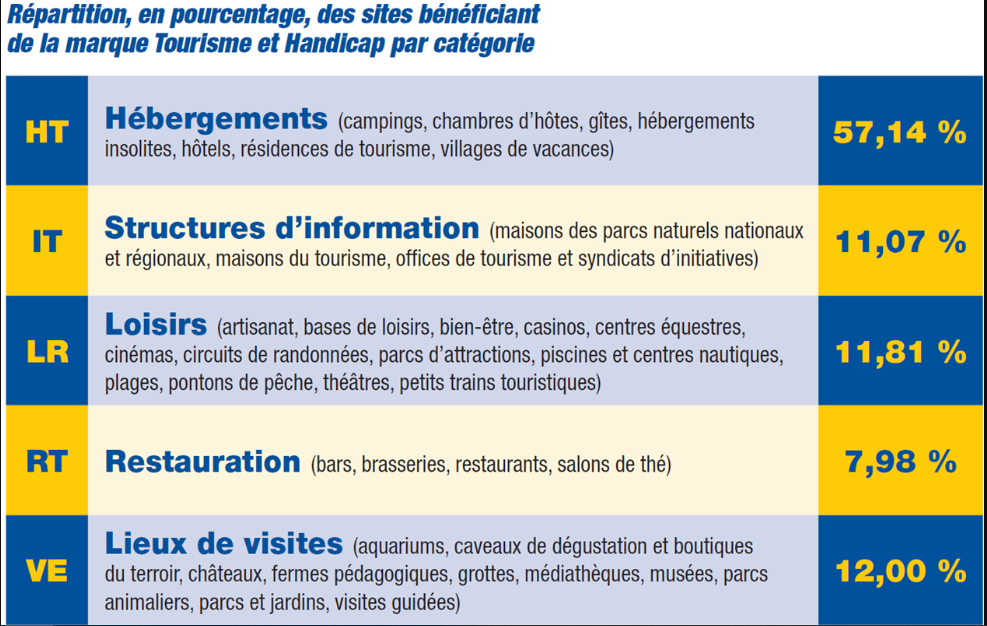 Répartition, en pourcentage, des sites bénéficiant
de la marque Tourisme et Handicap par catégorie
HT
Hébergements (campings, chambres d'hôtes, gîtes, hébergements
insolites, hôtels, résidences de tourisme, villages de vacances)
57,14 %
IT
Structures d'information (maisons des parcs naturels nationaux
et régionaux, maisons du tourisme, offices de tourisme et syndicats d'initiatives)
11,07 %
LR
Loisirs (artisanat, bases de loisirs, bien-être, casinos, centres équestres,
cinémas, circuits de randonnées, parcs d'attractions, piscines et centres nautiques,
plages, pontons de pêche, théâtres, petits trains touristiques)
11,81 %
RT
Restauration (bars, brasseries, restaurants, salons de thé)
7,98 %
VE
Lieux de visites (aquariums, caveaux de dégustation et boutiques
du terroir, châteaux, fermes pédagogiques, grottes, médiathèques, musées, parcs
animaliers, parcs et jardins, visites guidées)
12,00 %